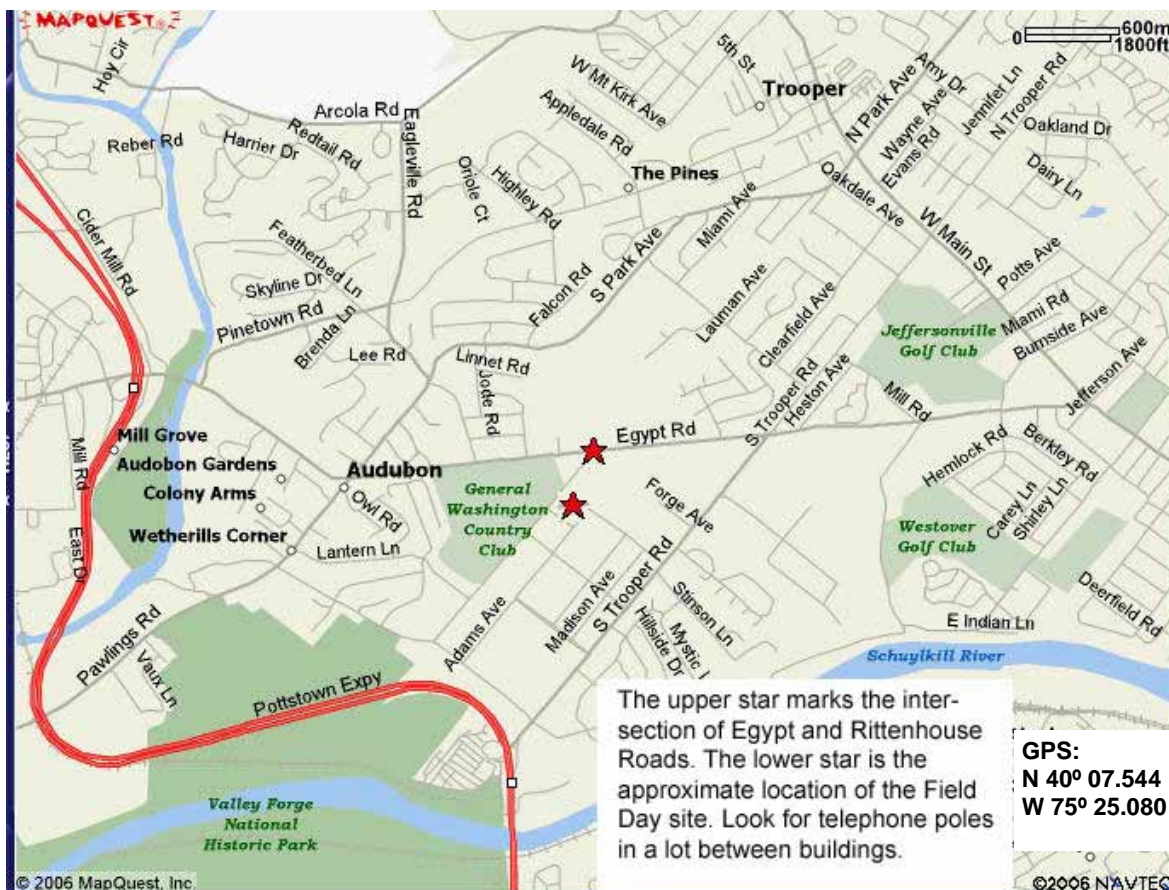 MAPQUEST
0 600m
1800ft
Hoy Cir
5th St
W Mt Kirk Ave
Trooper
N Park Ave
Amy Dr
Wayne Ave
Evans Rd
Jennifer Ln
N Trooper Rd
Arcola Rd
Eagleville Rd
Appledale Rd
Oakland Dr
Reber Rd
Harrier Dr
Redtail Rd
Oriole Ct
Highley Rd
The Pines
Miami Ave
Oakdale Ave
Dairy Ln
W Main St
Cider Mill Rd
Featherbed Ln
Skyline Dr
Pinetown Rd
Brenda Ln
Falcon Rd
S Park Ave
Lauman Ave
Clearfield Ave
Potts Ave
Miami Rd
Burnside Ave
Jeffersonville
Golf Club
Lee Rd
Linnet Rd
Jode Rd
S Trooper Rd
Heston Ave
Mill Rd
Jefferson Ave
Egypt Rd
Mill Grove
Audobon Gardens
Colony Arms
Wetherills Corner
Mill Rd
East Dr
Audubon
Owl Rd
Lantern Ln
General
Washington
Country
Club
Forge Ave
Hemlock Rd
Berkley Rd
Carey Ln
Shirley Ln
Westover
Golf Club
Deerfield Rd
E Indian Ln
Pawlings Rd
Vaux Ln
Adams Ave
Madison Ave
S Trooper Rd
Stinson Ln
Hillside Dr
Mystic
Schuylkill River
Pottstown Expy
Valley Forge
National
Historic Park
The upper star marks the inter-
section of Egypt and Rittenhouse
Roads. The lower star is the
approximate location of the Field
Day site. Look for telephone poles
in a lot between buildings.
GPS:
N 40º 07.544
W 75º 25.080
© 2006 MapQuest, Inc.
©2006 NAVTEQ